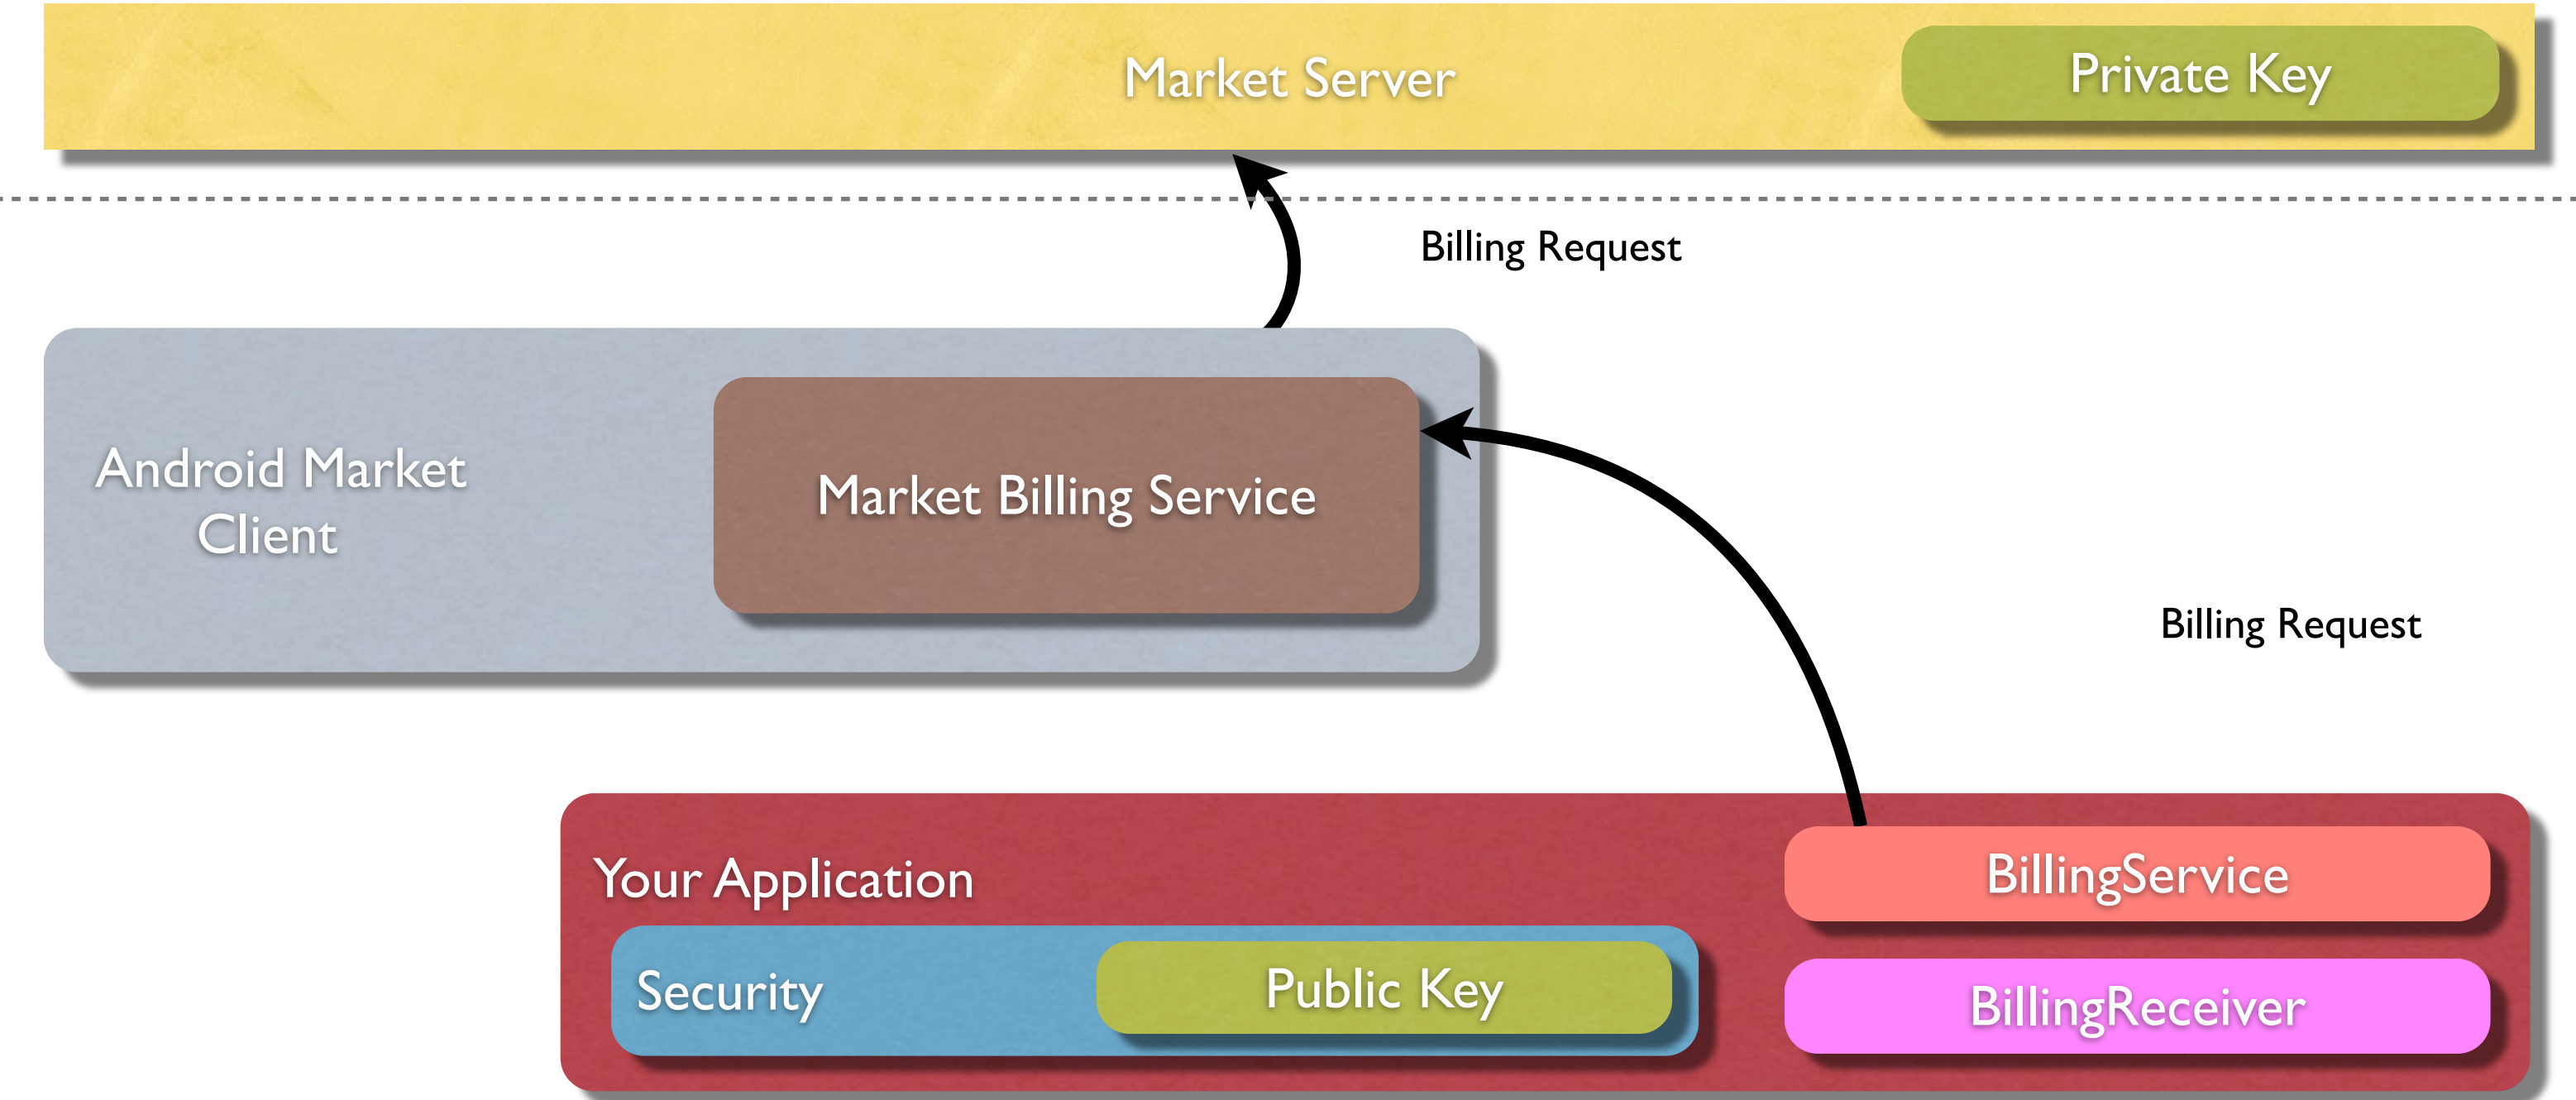 Market Server
Private Key
Billing Request
Android Market
Client
Market Billing Service
Billing Request
Your Application
BillingService
Security
Public Key
BillingReceiver